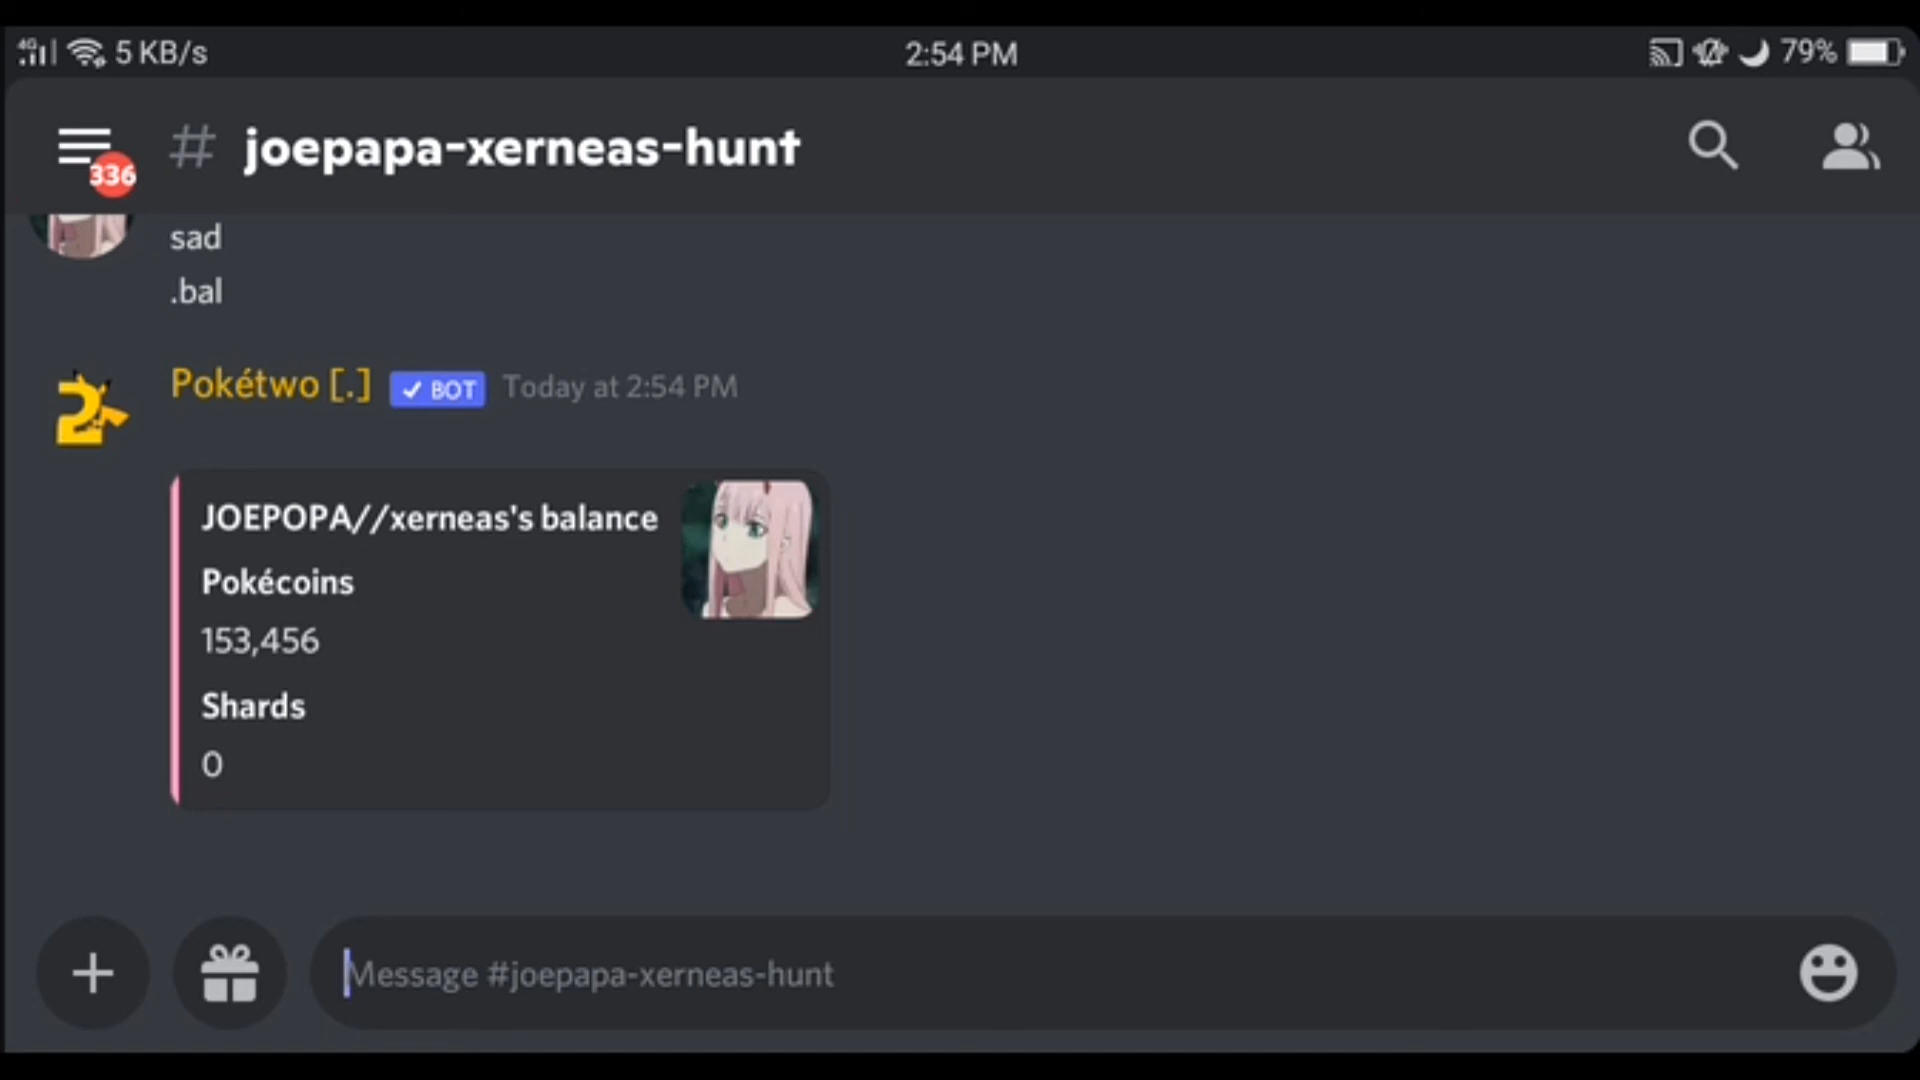 4G 5 KB/s 2:54 PM 79%
336 # joepapa-xerneas-hunt
sad
.bal
Pokétwo [.] ✓ BOT Today at 2:54 PM
JOEPOPA//xerneas's balance
Pokécoins
153,456
Shards
0
Message #joepapa-xerneas-hunt